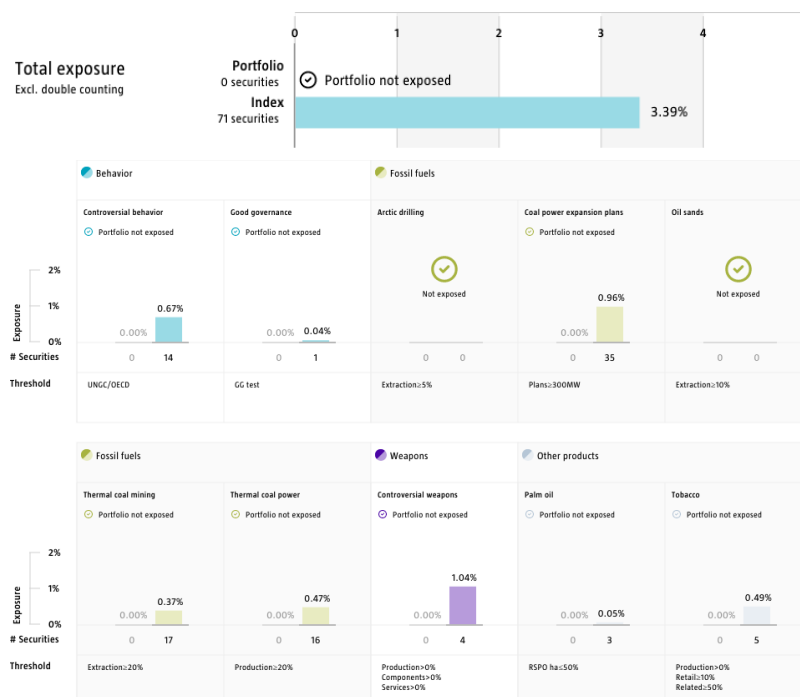 0 1 2 3 4
Total exposure
Excl. double counting
Portfolio
0 securities
Portfolio not exposed
Index
71 securities
3.39%
Behavior
Fossil fuels
Controversial behavior
Good governance
Arctic drilling
Coal power expansion plans
Oil sands
Portfolio not exposed
Portfolio not exposed
Portfolio not exposed
Not exposed
Not exposed
Exposure
2%
1%
0%
0.00% 0.67%
0.00% 0.04%
0.00% 0.96%
# Securities
0 14
0 1
0 0
0 35
0 0
Threshold
UNGC/OECD
GG test
Extraction≥5%
Plans≥300MW
Extraction≥10%
Fossil fuels
Weapons
Other products
Thermal coal mining
Thermal coal power
Controversial weapons
Palm oil
Tobacco
Portfolio not exposed
Portfolio not exposed
Portfolio not exposed
Portfolio not exposed
Portfolio not exposed
Exposure
2%
1%
0%
0.00% 0.37%
0.00% 0.47%
0.00% 1.04%
0.00% 0.05%
0.00% 0.49%
# Securities
0 17
0 16
0 4
0 3
0 5
Threshold
Extraction≥20%
Production≥20%
Production>0%
Components>0%
Services>0%
RSPO ha≤50%
Production>0%
Retail≥10%
Related≥50%